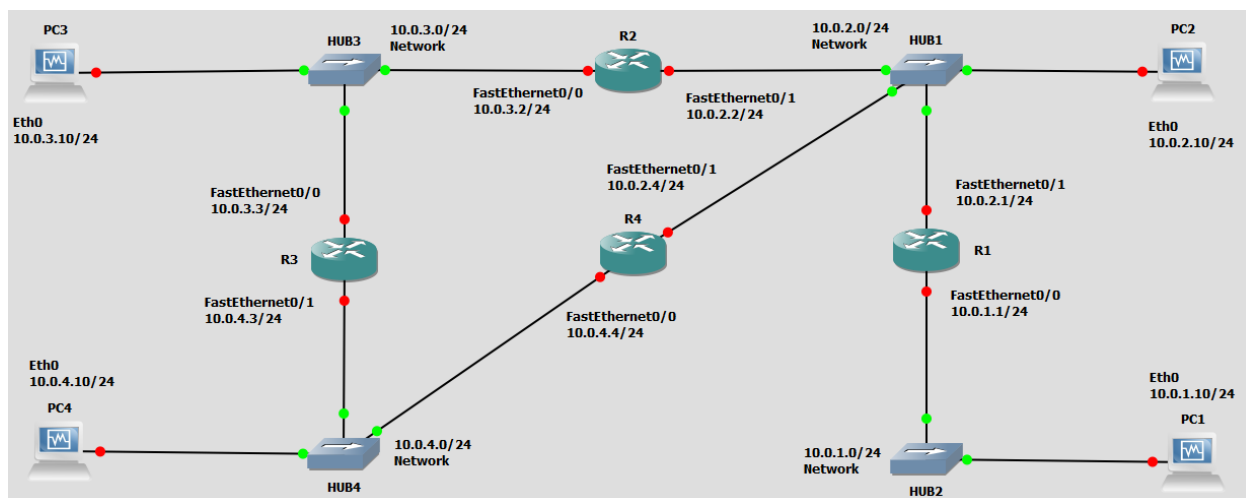 PC3
HUB3
10.0.3.0/24
Network
R2
10.0.2.0/24
Network
HUB1
PC2
FastEthernet0/0
10.0.3.2/24
FastEthernet0/1
10.0.2.2/24
Eth0
10.0.3.10/24
Eth0
10.0.2.10/24
FastEthernet0/0
10.0.3.3/24
FastEthernet0/1
10.0.2.4/24
FastEthernet0/1
10.0.2.1/24
R4
R3
R1
FastEthernet0/1
10.0.4.3/24
FastEthernet0/0
10.0.4.4/24
FastEthernet0/0
10.0.1.1/24
Eth0
10.0.4.10/24
PC4
Eth0
10.0.1.10/24
PC1
10.0.4.0/24
Network
HUB4
10.0.1.0/24
Network
HUB2